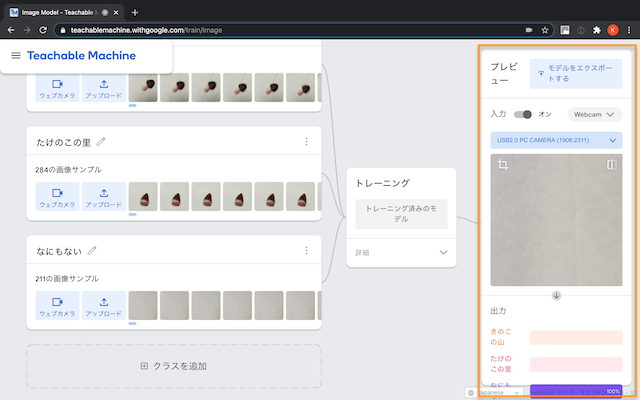 Image Model - Teachable M
teachablemachine.withgoogle.com/train/image
K
Teachable Machine
ウェブカメラ
アップロード
たけのこの里
284の画像サンプル
ウェブカメラ
アップロード
なにもない
211の画像サンプル
ウェブカメラ
アップロード
クラスを追加
トレーニング
トレーニング済みのモ
デル
詳細
プレビ
ュー
モデルをエクスポー
トする
入力
オン
Webcam
USB2.0 PC CAMERA (1908:2311)
出力
きのこ
の山
たけの
この里
なにも
100%
Japanese